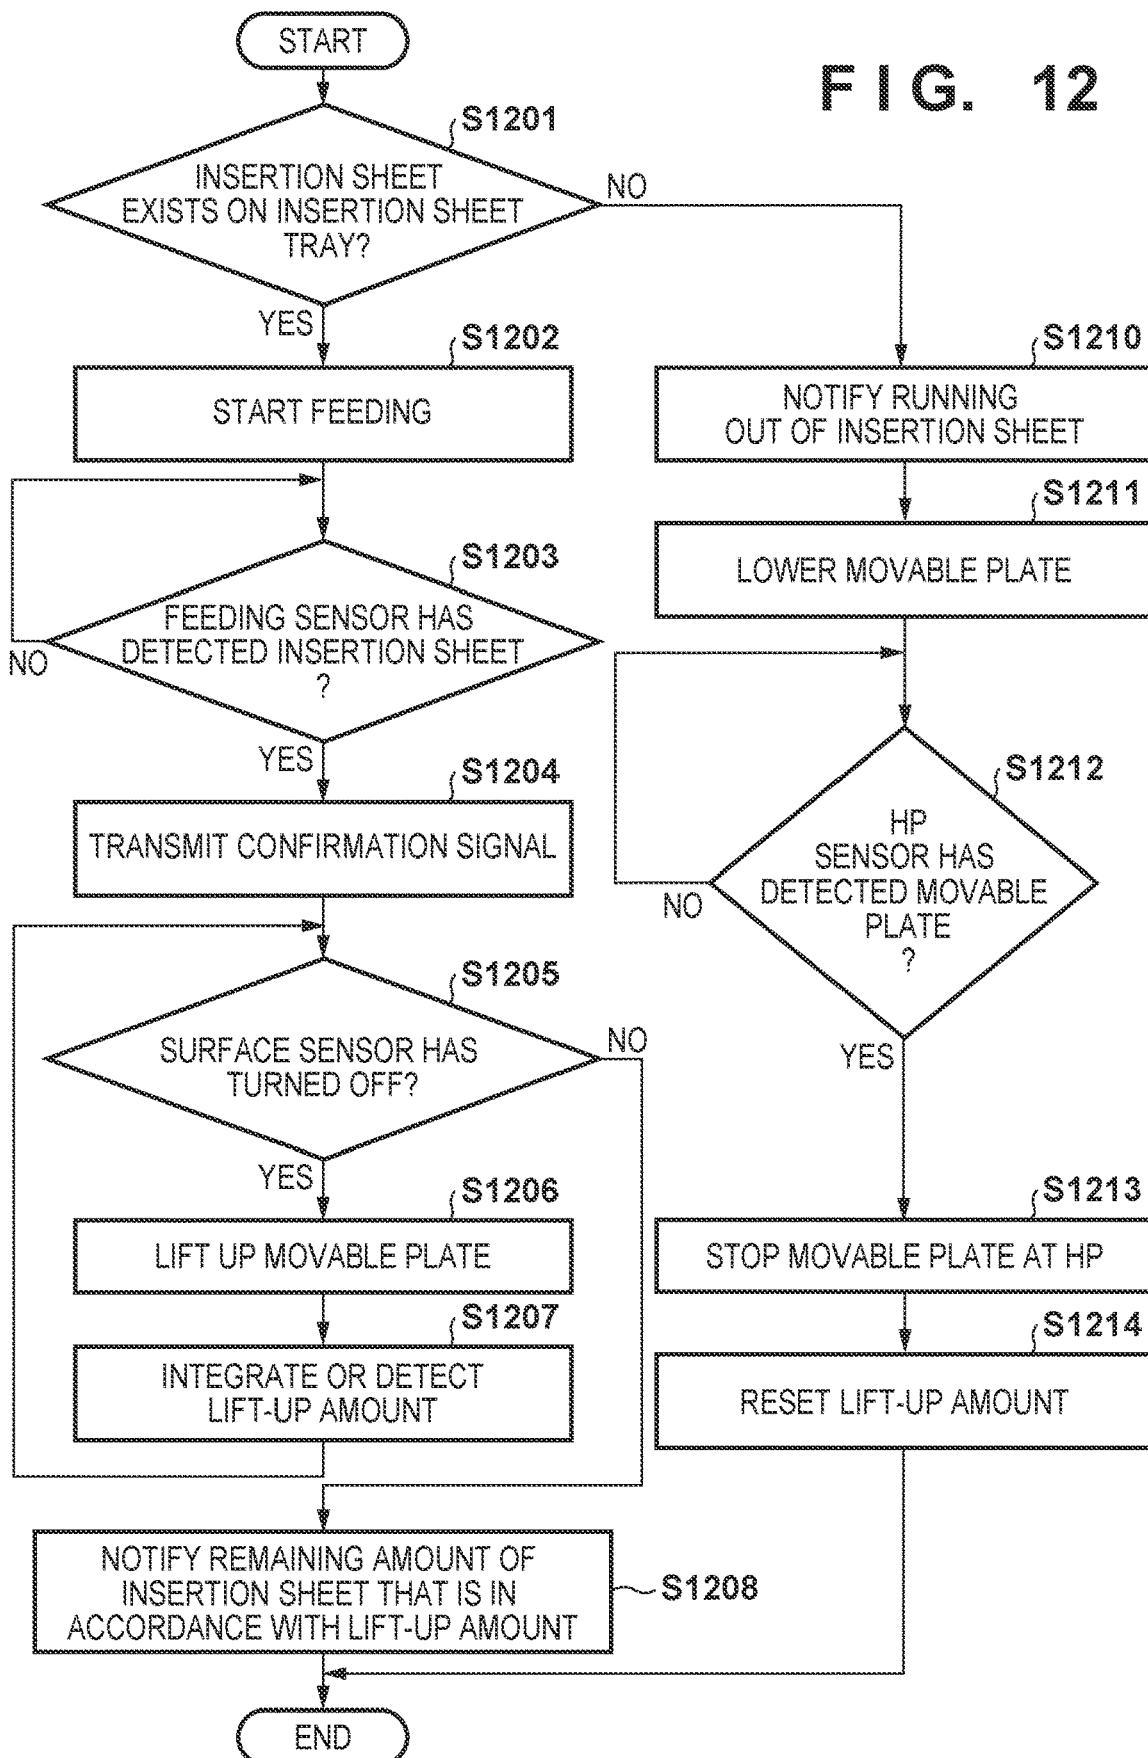 START
FIG. 12
S1201
INSERTION SHEET
EXISTS ON INSERTION SHEET
TRAY?
NO
YES
S1202
START FEEDING
S1210
NOTIFY RUNNING
OUT OF INSERTION SHEET
S1211
LOWER MOVABLE PLATE
S1203
FEEDING SENSOR HAS
DETECTED INSERTION SHEET
?
NO
YES
S1204
TRANSMIT CONFIRMATION SIGNAL
S1212
HP
SENSOR HAS
DETECTED MOVABLE
PLATE
?
NO
YES
S1205
SURFACE SENSOR HAS
TURNED OFF?
NO
YES
S1206
LIFT UP MOVABLE PLATE
S1207
INTEGRATE OR DETECT
LIFT-UP AMOUNT
S1213
STOP MOVABLE PLATE AT HP
S1214
RESET LIFT-UP AMOUNT
NOTIFY REMAINING AMOUNT OF
INSERTION SHEET THAT IS IN
ACCORDANCE WITH LIFT-UP AMOUNT
S1208
END